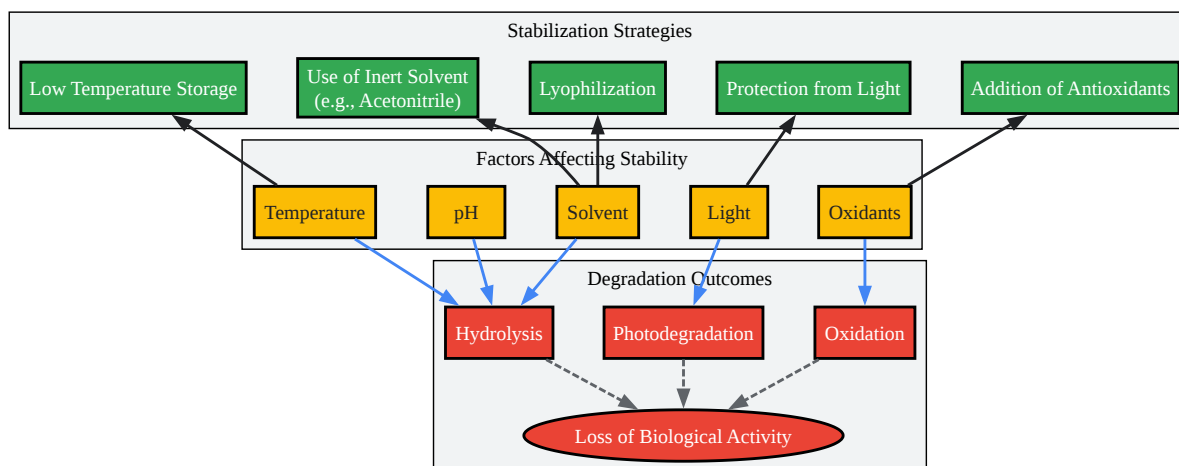 Stabilization Strategies
Low Temperature Storage
Use of Inert Solvent
(e.g., Acetonitrile)
Lyophilization
Protection from Light
Addition of Antioxidants
Factors Affecting Stability
Temperature
pH
Solvent
Light
Oxidants
Degradation Outcomes
Hydrolysis
Photodegradation
Oxidation
Loss of Biological Activity